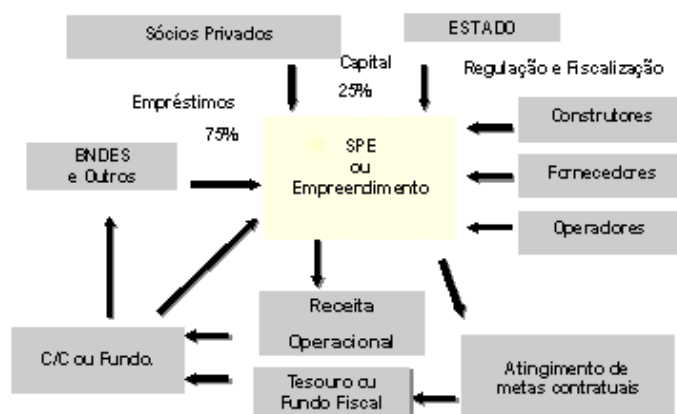 Sócios Privados
ESTADO
Capital
25%
Regulação e Fiscalização
Empréstimos
75%
BNDES
e Outros
SPE
ou
Empreendimento
Construtores
Fornecedores
Operadores
Receita
Operacional
C/C ou Fundo.
Tesouro ou
Fundo Fiscal
Atingimento de
metas contratuais